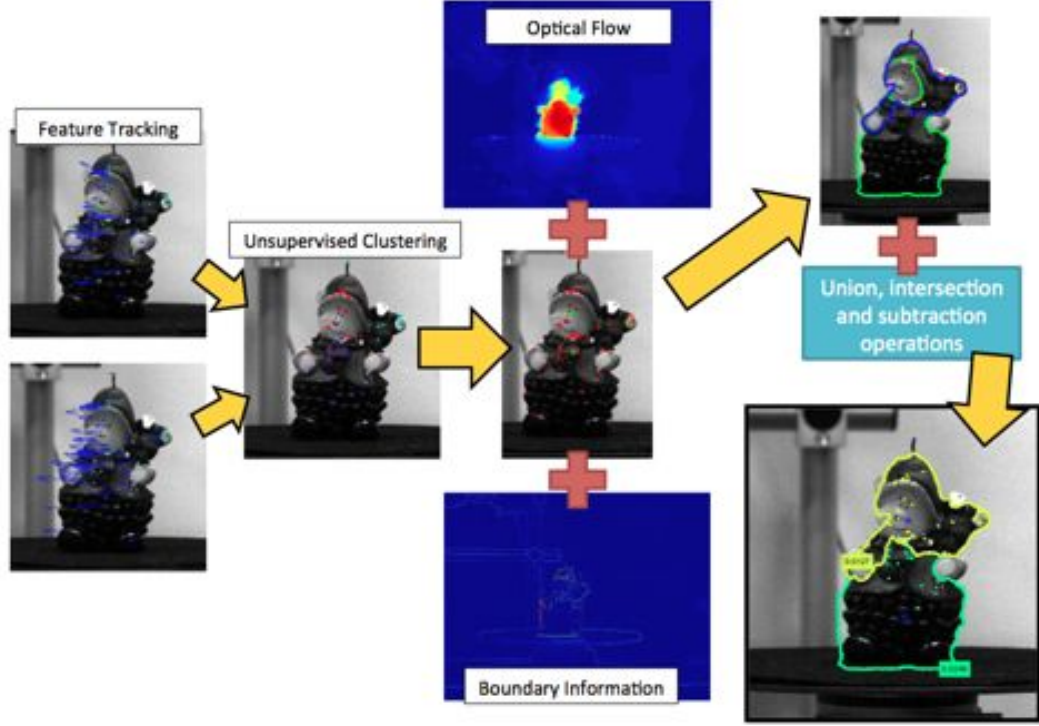 Optical Flow
Feature Tracking
Unsupervised Clustering
Union, intersection
and subtraction
operations
Boundary Information